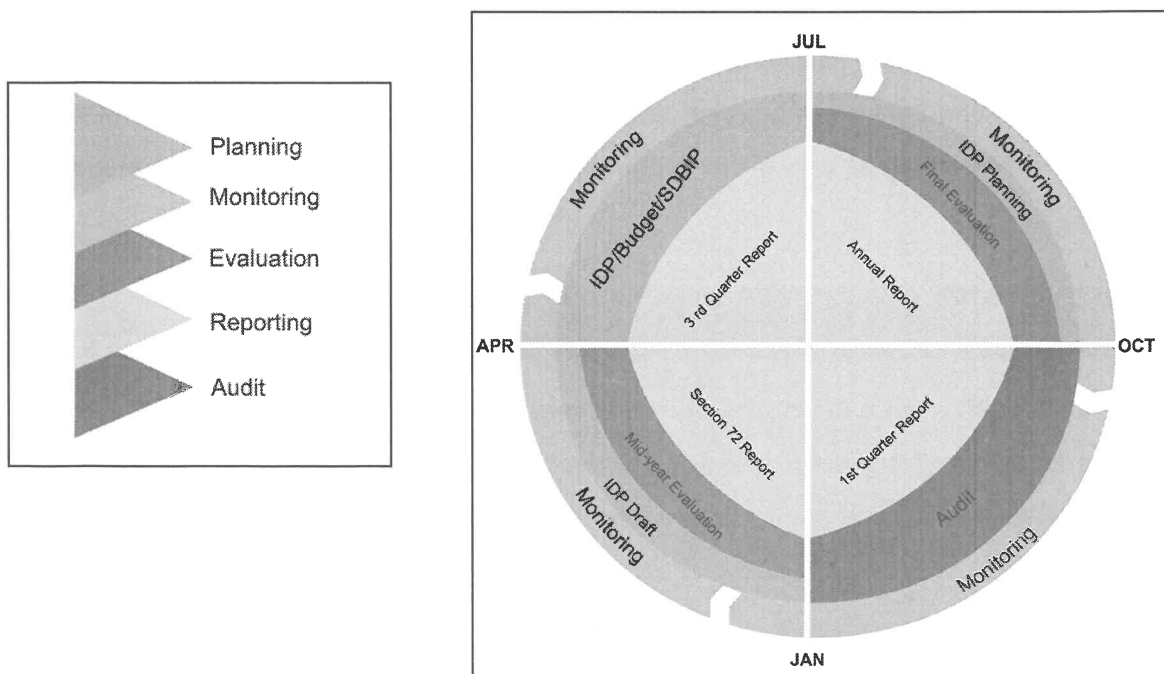 Planning
Monitoring
Evaluation
Reporting
Audit
JUL
Monitoring
IDP/Budget/SDBIP
3 rd Quarter Report
Monitoring
IDP Planning
Final Evaluation
Annual Report
APR
OCT
Section 72 Report
Mid-year Evaluation
IDP Draft
Monitoring
1st Quarter Report
Audit
Monitoring
JAN